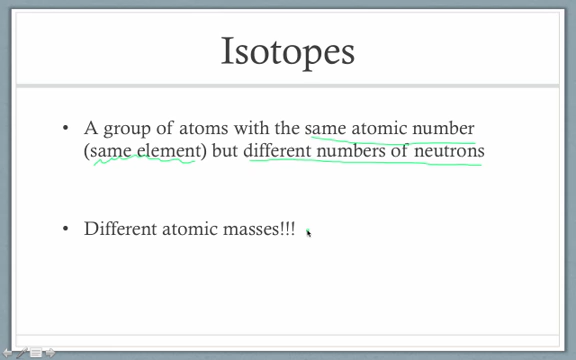 Isotopes
• A group of atoms with the same atomic number
(same element) but different numbers of neutrons
• Different atomic masses!!!